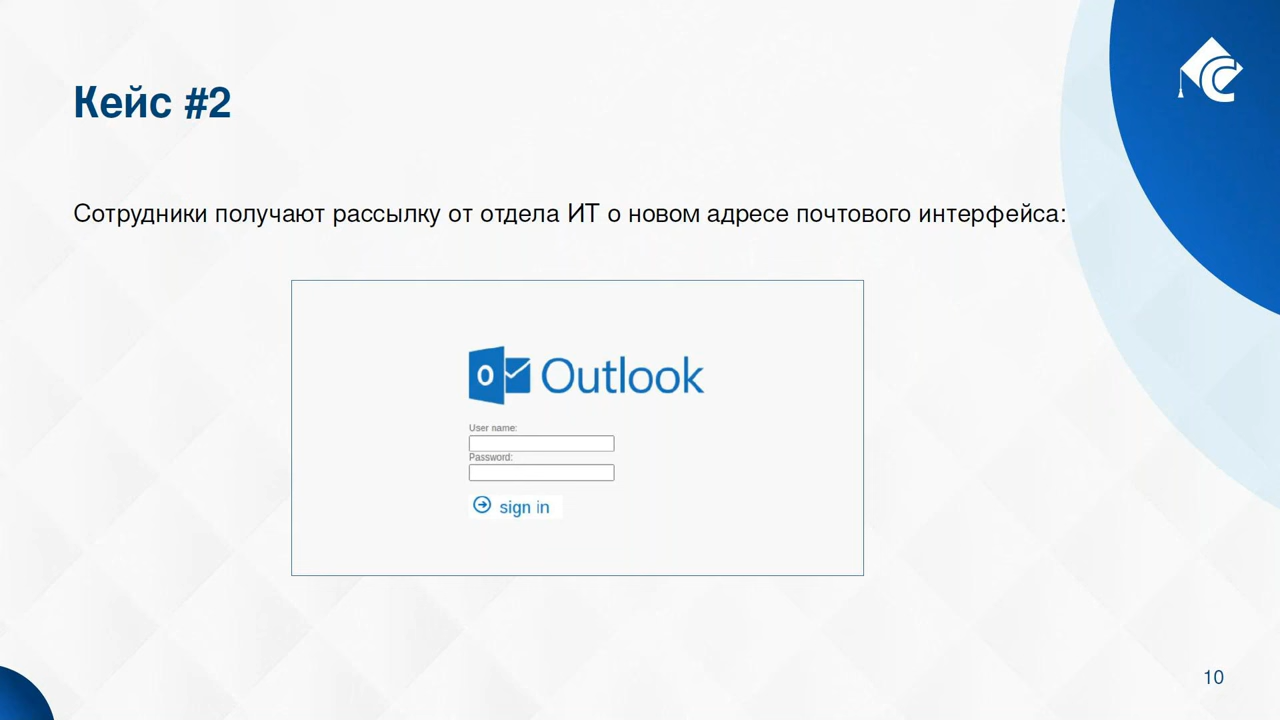 Кейс #2
Сотрудники получают рассылку от отдела ИТ о новом адресе почтового интерфейса:
Outlook
User name:
Password:
sign in
10